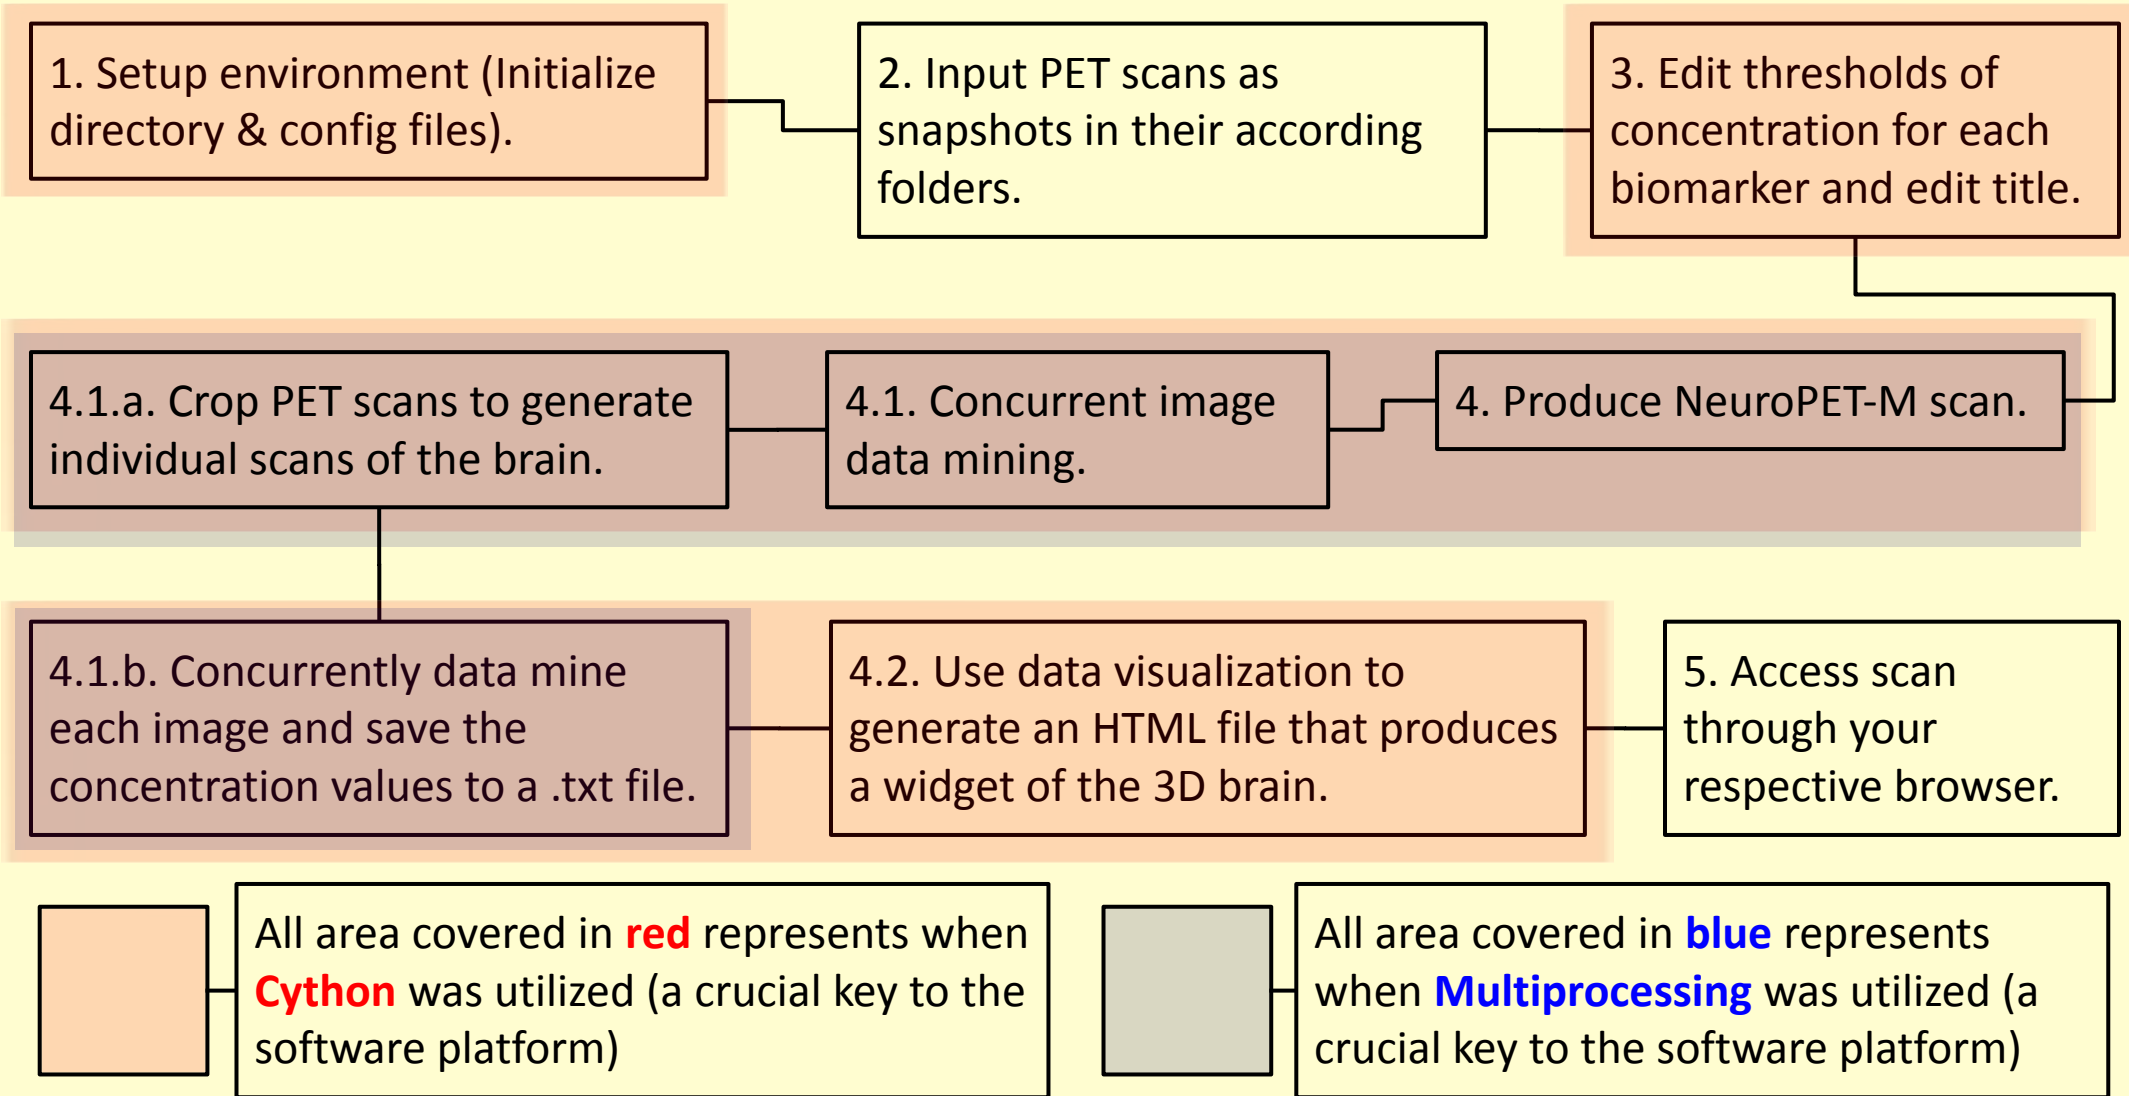 1. Setup environment (Initialize
directory & config files).
2. Input PET scans as
snapshots in their according
folders.
3. Edit thresholds of
concentration for each
biomarker and edit title.
4. Produce NeuroPET-M scan.
4.1. Concurrent image
data mining.
4.1.a. Crop PET scans to generate
individual scans of the brain.
4.1.b. Concurrently data mine
each image and save the
concentration values to a .txt file.
4.2. Use data visualization to
generate an HTML file that produces
a widget of the 3D brain.
5. Access scan
through your
respective browser.
All area covered in red represents when
Cython was utilized (a crucial key to the
software platform)
All area covered in blue represents
when Multiprocessing was utilized (a
crucial key to the software platform)